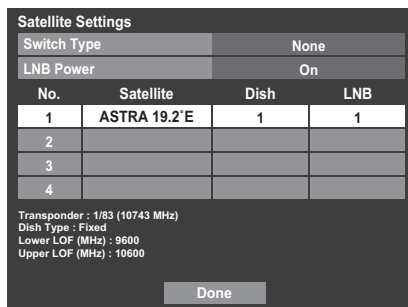 Satellite Settings
Switch Type None
LNB Power On
No. Satellite Dish LNB
1 ASTRA 19.2˚E 1 1
2
3
4
Transponder : 1/83 (10743 MHz)
Dish Type : Fixed
Lower LOF (MHz) : 9600
Upper LOF (MHz) : 10600
Done